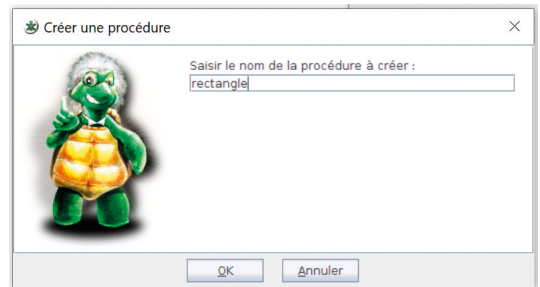 Créer une procédure
Saisir le nom de la procédure à créer :
rectangle
OK
Annuler